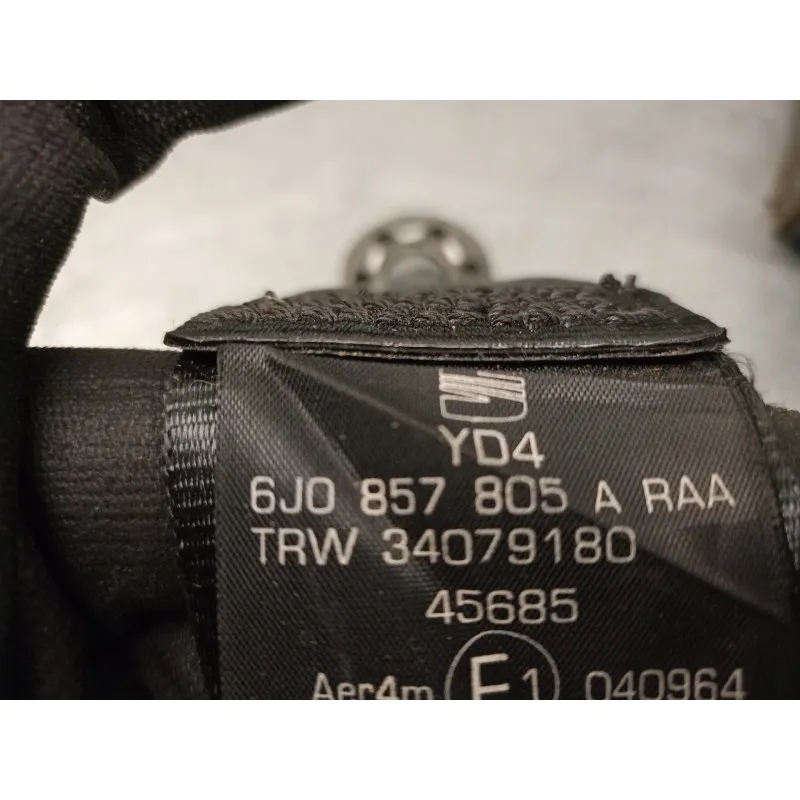 YD4
6J0 857 805 A RAA
TRW 34079180
45685
Aer4m E1 040964